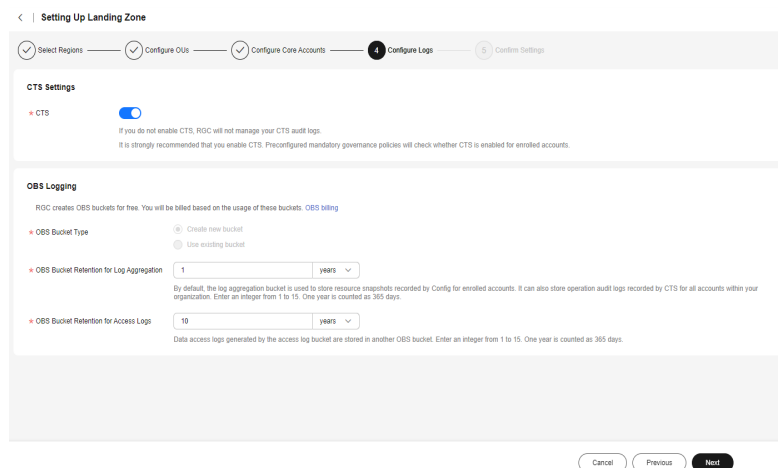 Setting Up Landing Zone
Select Regions
Configure OUs
Configure Core Accounts
4 Configure Logs
5 Confirm Settings
CTS Settings
* CTS
If you do not enable CTS, RGC will not manage your CTS audit logs.
It is strongly recommended that you enable CTS. Preconfigured mandatory governance policies will check whether CTS is enabled for enrolled accounts.
OBS Logging
RGC creates OBS buckets for free. You will be billed based on the usage of these buckets. OBS billing
* OBS Bucket Type
Create new bucket
Use existing bucket
* OBS Bucket Retention for Log Aggregation
1 years
By default, the log aggregation bucket is used to store resource snapshots recorded by Config for enrolled accounts. It can also store operation audit logs recorded by CTS for all accounts within your
organization. Enter an integer from 1 to 15. One year is counted as 365 days.
* OBS Bucket Retention for Access Logs
10 years
Data access logs generated by the access log bucket are stored in another OBS bucket. Enter an integer from 1 to 15. One year is counted as 365 days.
Cancel
Previous
Next